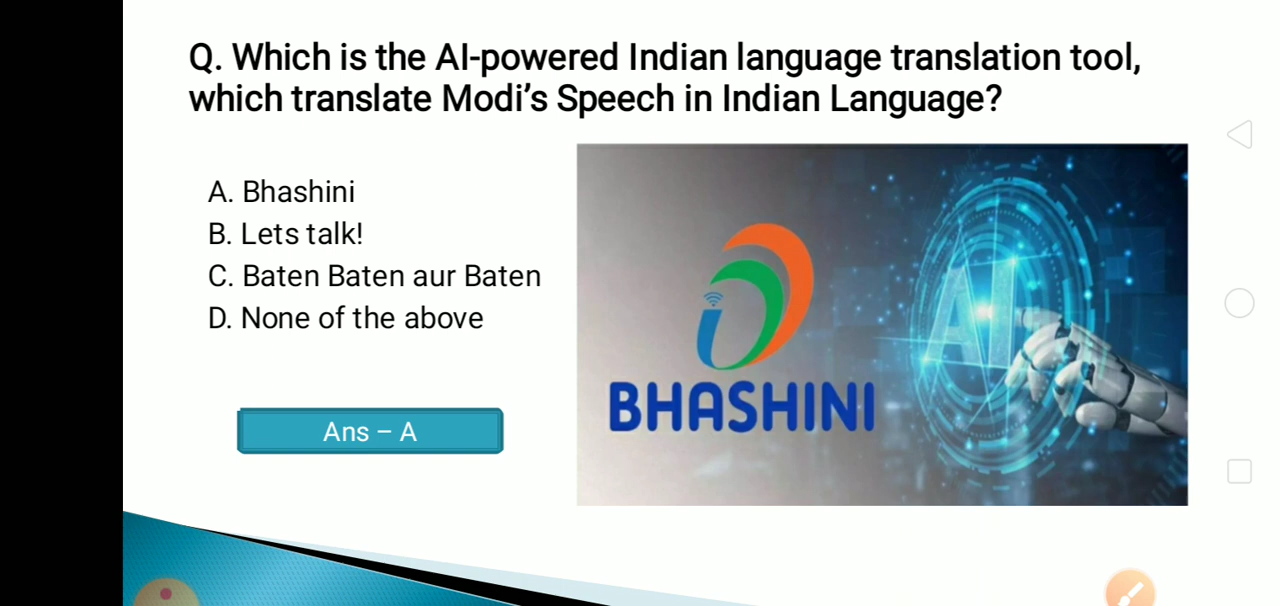 Q. Which is the AI-powered Indian language translation tool,
which translate Modi's Speech in Indian Language?
A. Bhashini
B. Lets talk!
C. Baten Baten aur Baten
D. None of the above
Ans – A
AI
BHASHINI